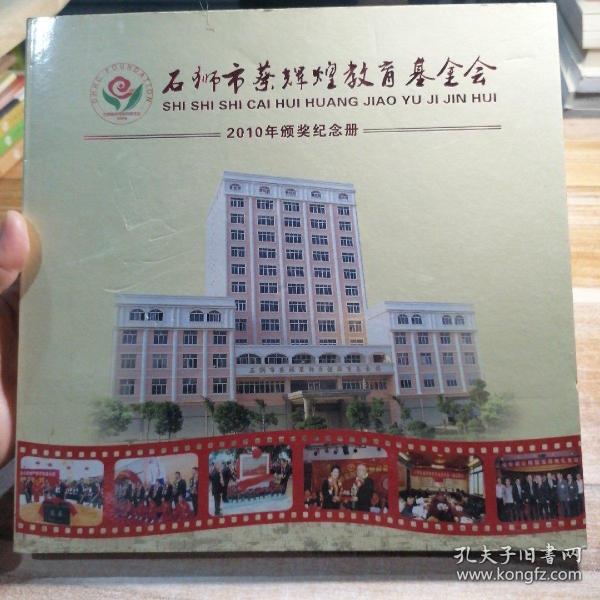 石狮市蔡辉煌教育基金会
SHI SHI SHI CAI HUI HUANG JIAO YU JI JIN HUI
2010年颁奖纪念册
FOUNDATION
孔夫子旧书网
www.kongfz.com